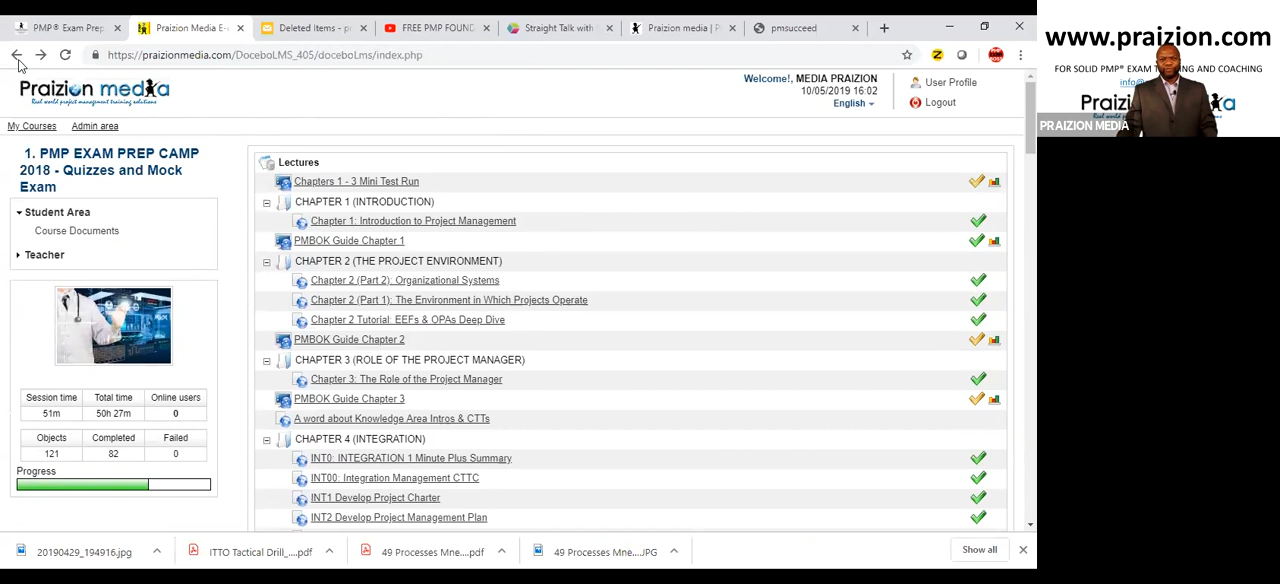 PMP® Exam Prep
Praizion Media E-
Deleted Items - p
FREE PMP FOUN
Straight Talk with
Praizion media | P
pmsucceed
https://praizionmedia.com/DoceboLMS_405/doceboLms/index.php
Praizion media
Real world project management training solutions
Welcome!, MEDIA PRAIZION
10/05/2019 16:02
English
User Profile
Logout
My Courses
Admin area
1. PMP EXAM PREP CAMP
2018 - Quizzes and Mock
Exam
Student Area
Course Documents
Teacher
Session time
Total time
Online users
51m
50h 27m
0
Objects
Completed
Failed
121
82
0
Progress
Lectures
Chapters 1 - 3 Mini Test Run
CHAPTER 1 (INTRODUCTION)
Chapter 1: Introduction to Project Management
PMBOK Guide Chapter 1
CHAPTER 2 (THE PROJECT ENVIRONMENT)
Chapter 2 (Part 2): Organizational Systems
Chapter 2 (Part 1): The Environment in Which Projects Operate
Chapter 2 Tutorial: EEFs & OPAs Deep Dive
PMBOK Guide Chapter 2
CHAPTER 3 (ROLE OF THE PROJECT MANAGER)
Chapter 3: The Role of the Project Manager
PMBOK Guide Chapter 3
A word about Knowledge Area Intros & CTTs
CHAPTER 4 (INTEGRATION)
INT0: INTEGRATION 1 Minute Plus Summary
INT00: Integration Management CTTC
INT1 Develop Project Charter
INT2 Develop Project Management Plan
20190429_194916.jpg
ITTO Tactical Drill_....pdf
49 Processes Mne....pdf
49 Processes Mne....JPG
Show all
www.praizion.com
FOR SOLID PMP® EXAM AND COACHING
PRAIZION MEDIA